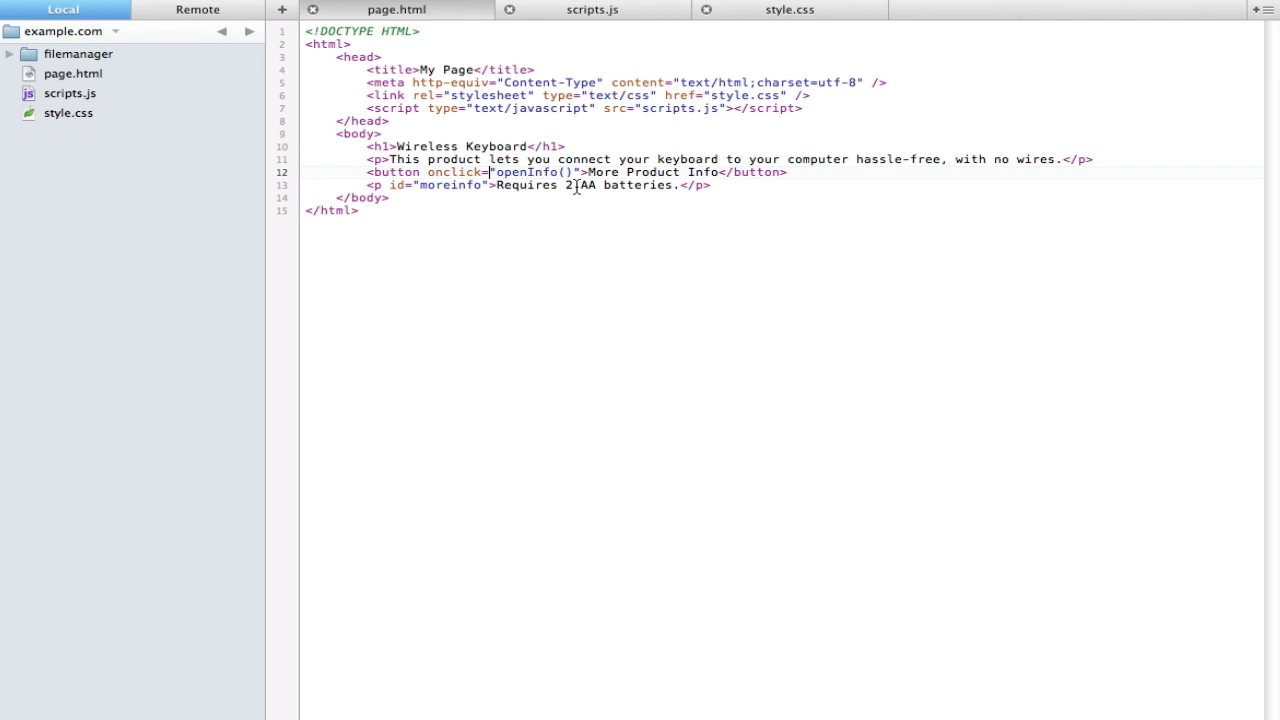 Local Remote + page.html scripts.js style.css
example.com
filemanager
page.html
scripts.js
style.css
1 <!DOCTYPE HTML>
2 <html>
3 <head>
4 <title>My Page</title>
5 <meta http-equiv="Content-Type" content="text/html;charset=utf-8" />
6 <link rel="stylesheet" type="text/css" href="style.css" />
7 <script type="text/javascript" src="scripts.js"></script>
8 </head>
9 <body>
10 <h1>Wireless Keyboard</h1>
11 <p>This product lets you connect your keyboard to your computer hassle-free, with no wires.</p>
12 <button onclick="openInfo()">More Product Info</button>
13 <p id="moreinfo">Requires 2 AA batteries.</p>
14 </body>
15 </html>